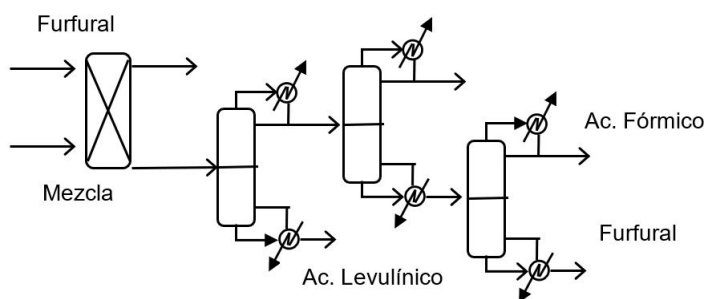 Furfural
Mezcla
Ac. Levulínico
Ac. Fórmico
Furfural